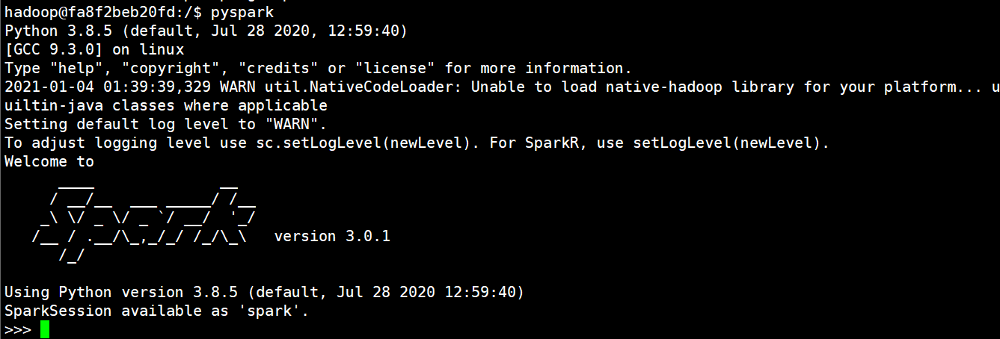 hadoop@fa8f2beb20fd:/$ pyspark
Python 3.8.5 (default, Jul 28 2020, 12:59:40)
[GCC 9.3.0] on linux
Type "help", "copyright", "credits" or "license" for more information.
2021-01-04 01:39:39,329 WARN util.NativeCodeLoader: Unable to load native-hadoop library for your platform... u
uiltin-java classes where applicable
Setting default log level to "WARN".
To adjust logging level use sc.setLogLevel(newLevel). For SparkR, use setLogLevel(newLevel).
Welcome to
      ____              __
     / __/__  ___ _____/ /__
    _\ \/ _ \/ _ `/ __/  '_/
   /__ / .__/\_,_/_/ /_/\_\   version 3.0.1
      /_/
Using Python version 3.8.5 (default, Jul 28 2020 12:59:40)
SparkSession available as 'spark'.
>>>